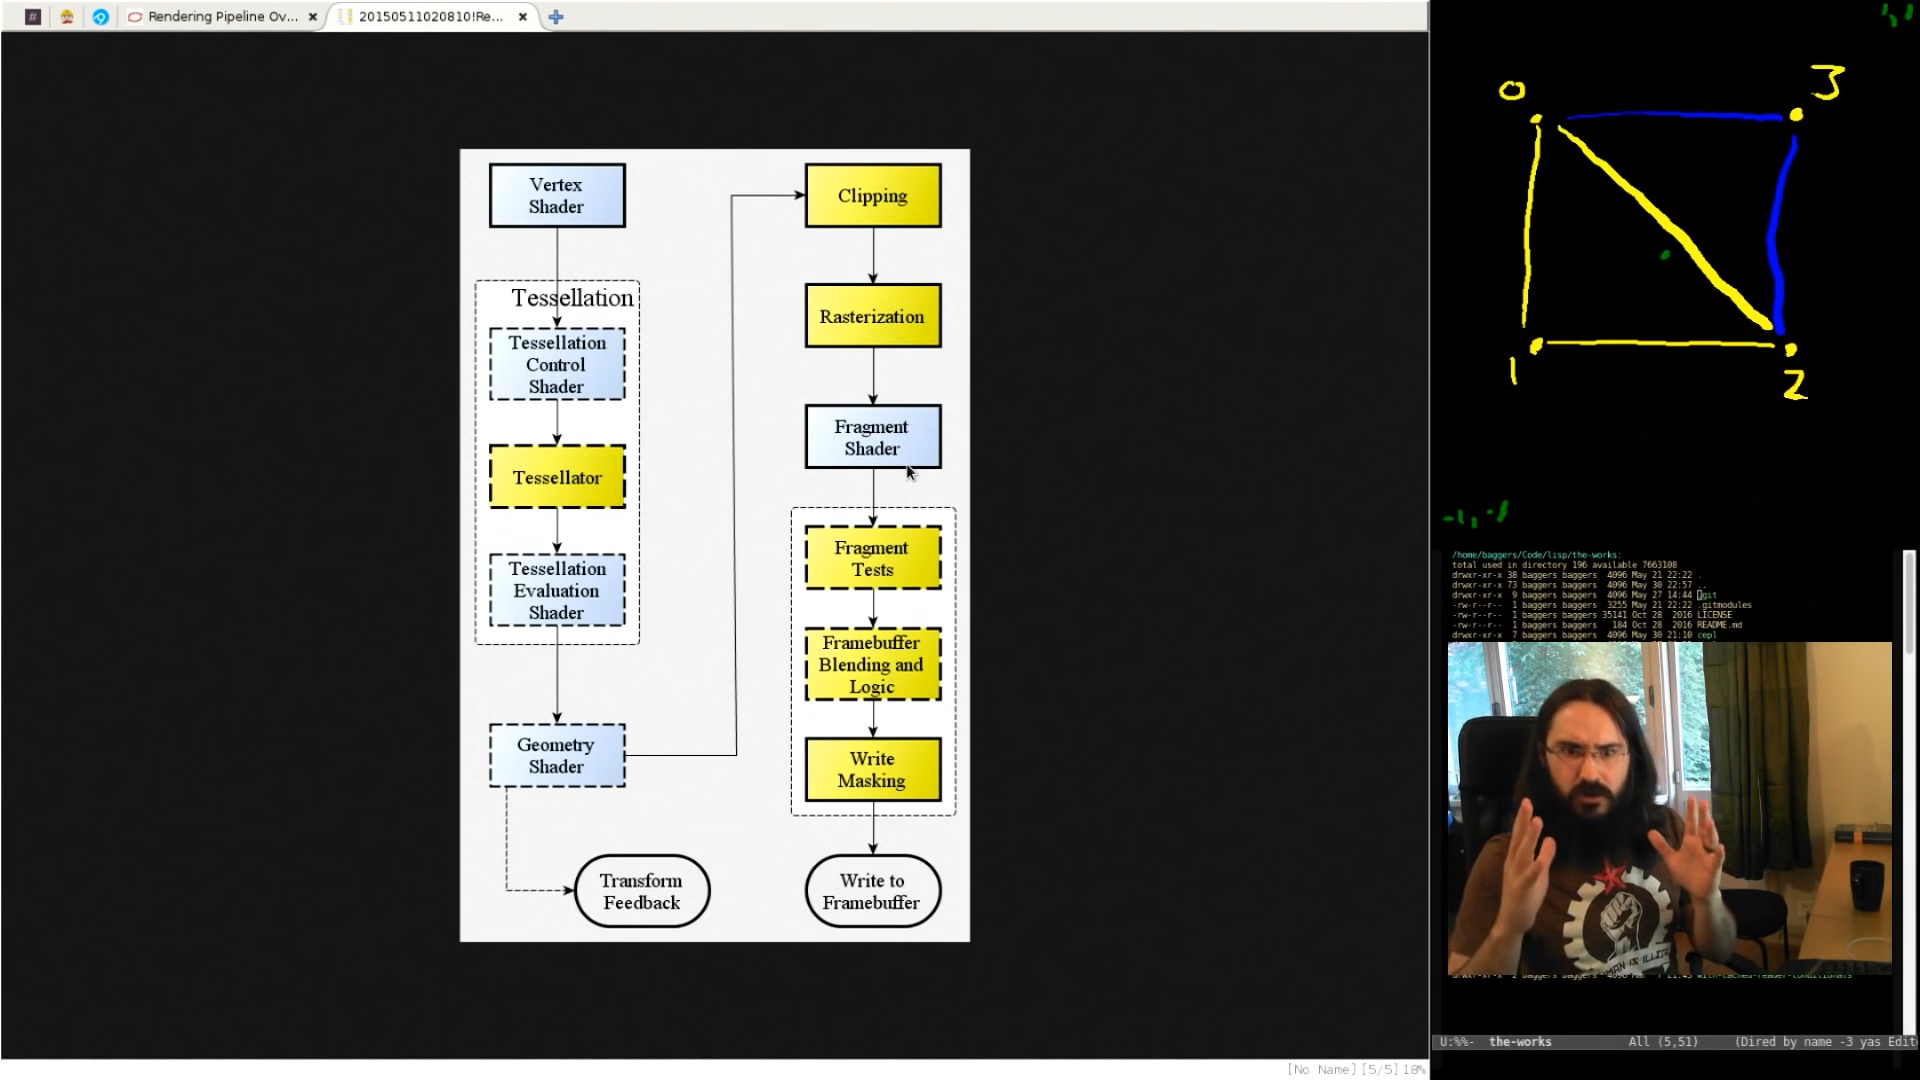 Rendering Pipeline Ov...
20150511020810!Re...
Vertex
Shader
Tessellation
Tessellation
Control
Shader
Tessellator
Tessellation
Evaluation
Shader
Geometry
Shader
Transform
Feedback
Clipping
Rasterization
Fragment
Shader
Fragment
Tests
Framebuffer
Blending and
Logic
Write
Masking
Write to
Framebuffer
[No Name] [5/5] 18%
0
3
1
2
/home/baggers/Code/lisp/the-works:
total used in directory 196 available 7663108
drwxr-xr-x 38 baggers baggers 4096 May 21 22:22 .
drwxr-xr-x 73 baggers baggers 4096 May 30 22:57 ..
drwxr-xr-x 9 baggers baggers 4096 May 27 14:44 .git
-rw-r--r-- 1 baggers baggers 3255 May 21 22:22 .gitmodules
-rw-r--r-- 1 baggers baggers 35141 Oct 28 2016 LICENSE
-rw-r--r-- 1 baggers baggers 184 Oct 28 2016 README.md
drwxr-xr-x 7 baggers baggers 4096 May 30 21:10 cepl
U:%%- the-works All (5,51) (Dired by name -3 yas Edit